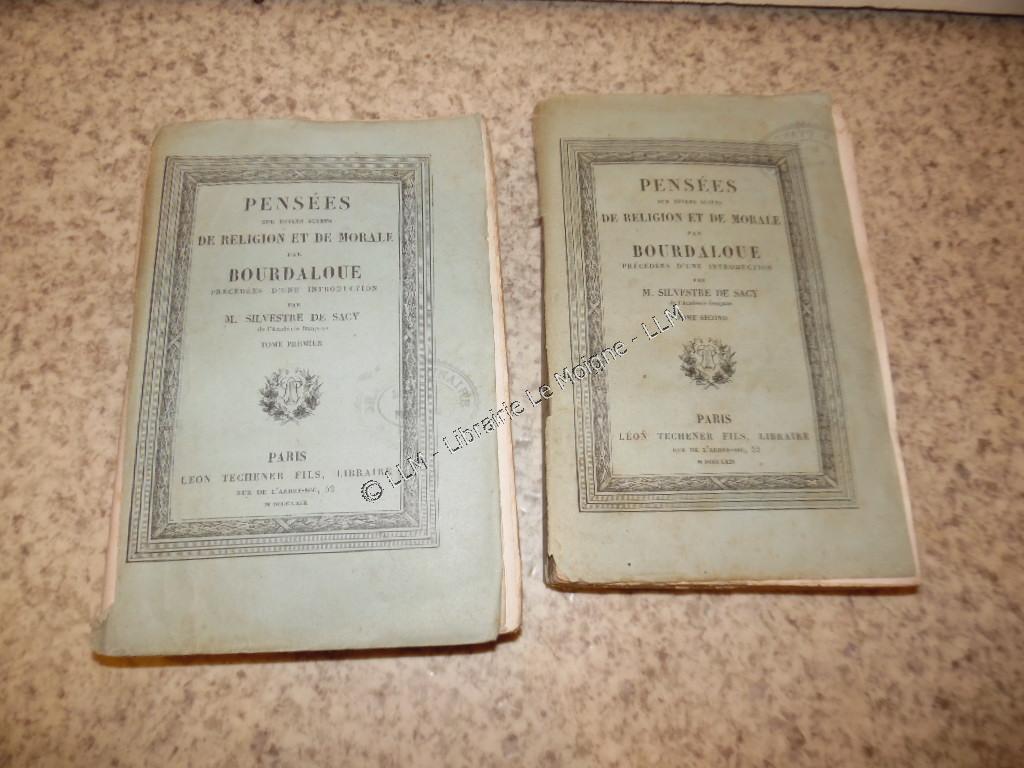 PENSÉES
SUR DIVERS SUJETS
DE RELIGION ET DE MORALE
PAR
BOURDALOUE
PRÉCÉDÉES D'UNE INTRODUCTION
PAR
M. SILVESTRE DE SACY
de l'Académie française
TOME PREMIER
PARIS
LÉON TECHENER FILS, LIBRAIRE
RUE DE L'ARBRE-SEC, 52
PENSÉES
SUR DIVERS SUJETS
DE RELIGION ET DE MORALE
PAR
BOURDALOUE
PRÉCÉDÉES D'UNE INTRODUCTION
PAR
M. SILVESTRE DE SACY
de l'Académie française
TOME SECOND
PARIS
LÉON TECHENER FILS, LIBRAIRE
RUE DE L'ARBRE-SEC, 52
© LLM - Librairie Le Moigne - LLM